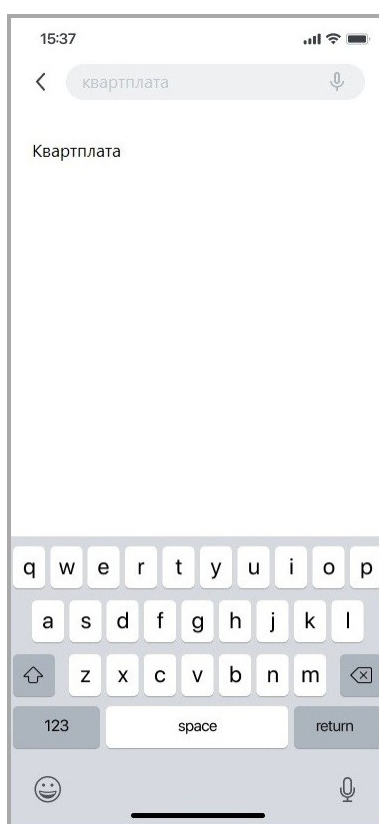 15:37
квартплата
Квартплата
q w e r t y u i o p
a s d f g h j k l
z x c v b n m
123 space return